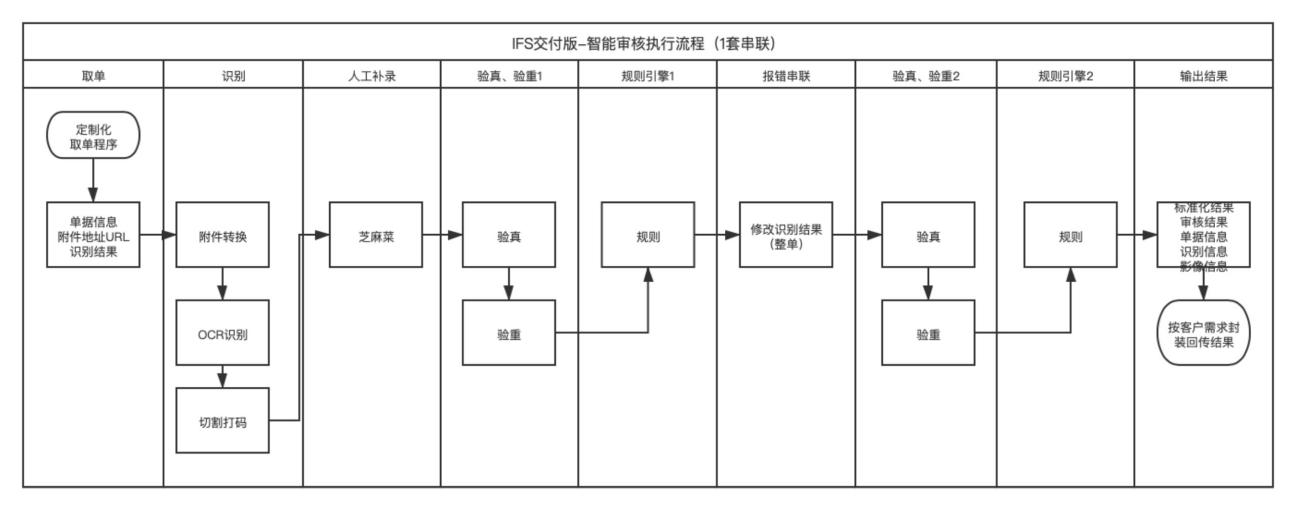 IFS交付版-智能审核执行流程（1套串联）
取单
识别
人工补录
验真、验重1
规则引擎1
报错串联
验真、验重2
规则引擎2
输出结果
定制化
取单程序
单据信息
附件地址URL
识别结果
附件转换
OCR识别
切割打码
芝麻菜
验真
验重
规则
修改识别结果
（整单）
验真
验重
规则
标准化结果
审核结果
单据信息
识别信息
影像信息
按客户需求封
装回传结果